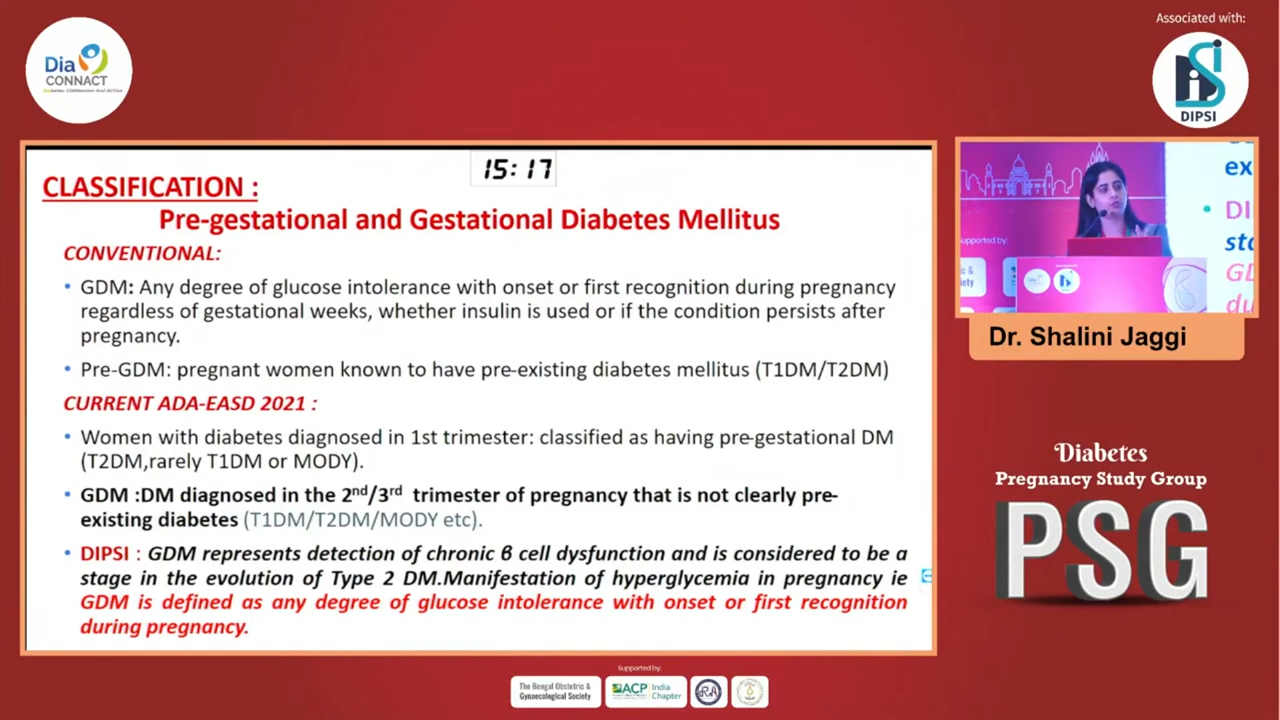 Associated with:
Dia
CONNACT
DIPSI
15:17
CLASSIFICATION :
Pre-gestational and Gestational Diabetes Mellitus
CONVENTIONAL:
• GDM: Any degree of glucose intolerance with onset or first recognition during pregnancy
regardless of gestational weeks, whether insulin is used or if the condition persists after
pregnancy.
• Pre-GDM: pregnant women known to have pre-existing diabetes mellitus (T1DM/T2DM)
CURRENT ADA-EASD 2021 :
• Women with diabetes diagnosed in 1st trimester: classified as having pre-gestational DM
(T2DM,rarely T1DM or MODY).
• GDM :DM diagnosed in the 2nd/3rd trimester of pregnancy that is not clearly pre-
existing diabetes (T1DM/T2DM/MODY etc).
• DIPSI : GDM represents detection of chronic β cell dysfunction and is considered to be a
stage in the evolution of Type 2 DM.Manifestation of hyperglycemia in pregnancy ie
GDM is defined as any degree of glucose intolerance with onset or first recognition
during pregnancy.
ex
• DI
sta
GL
du
supported by:
Dr. Shalini Jaggi
Diabetes
Pregnancy Study Group
PSG
Supported by:
The Bengal Obstetric &
Gynaecological Society
ACP
India
Chapter